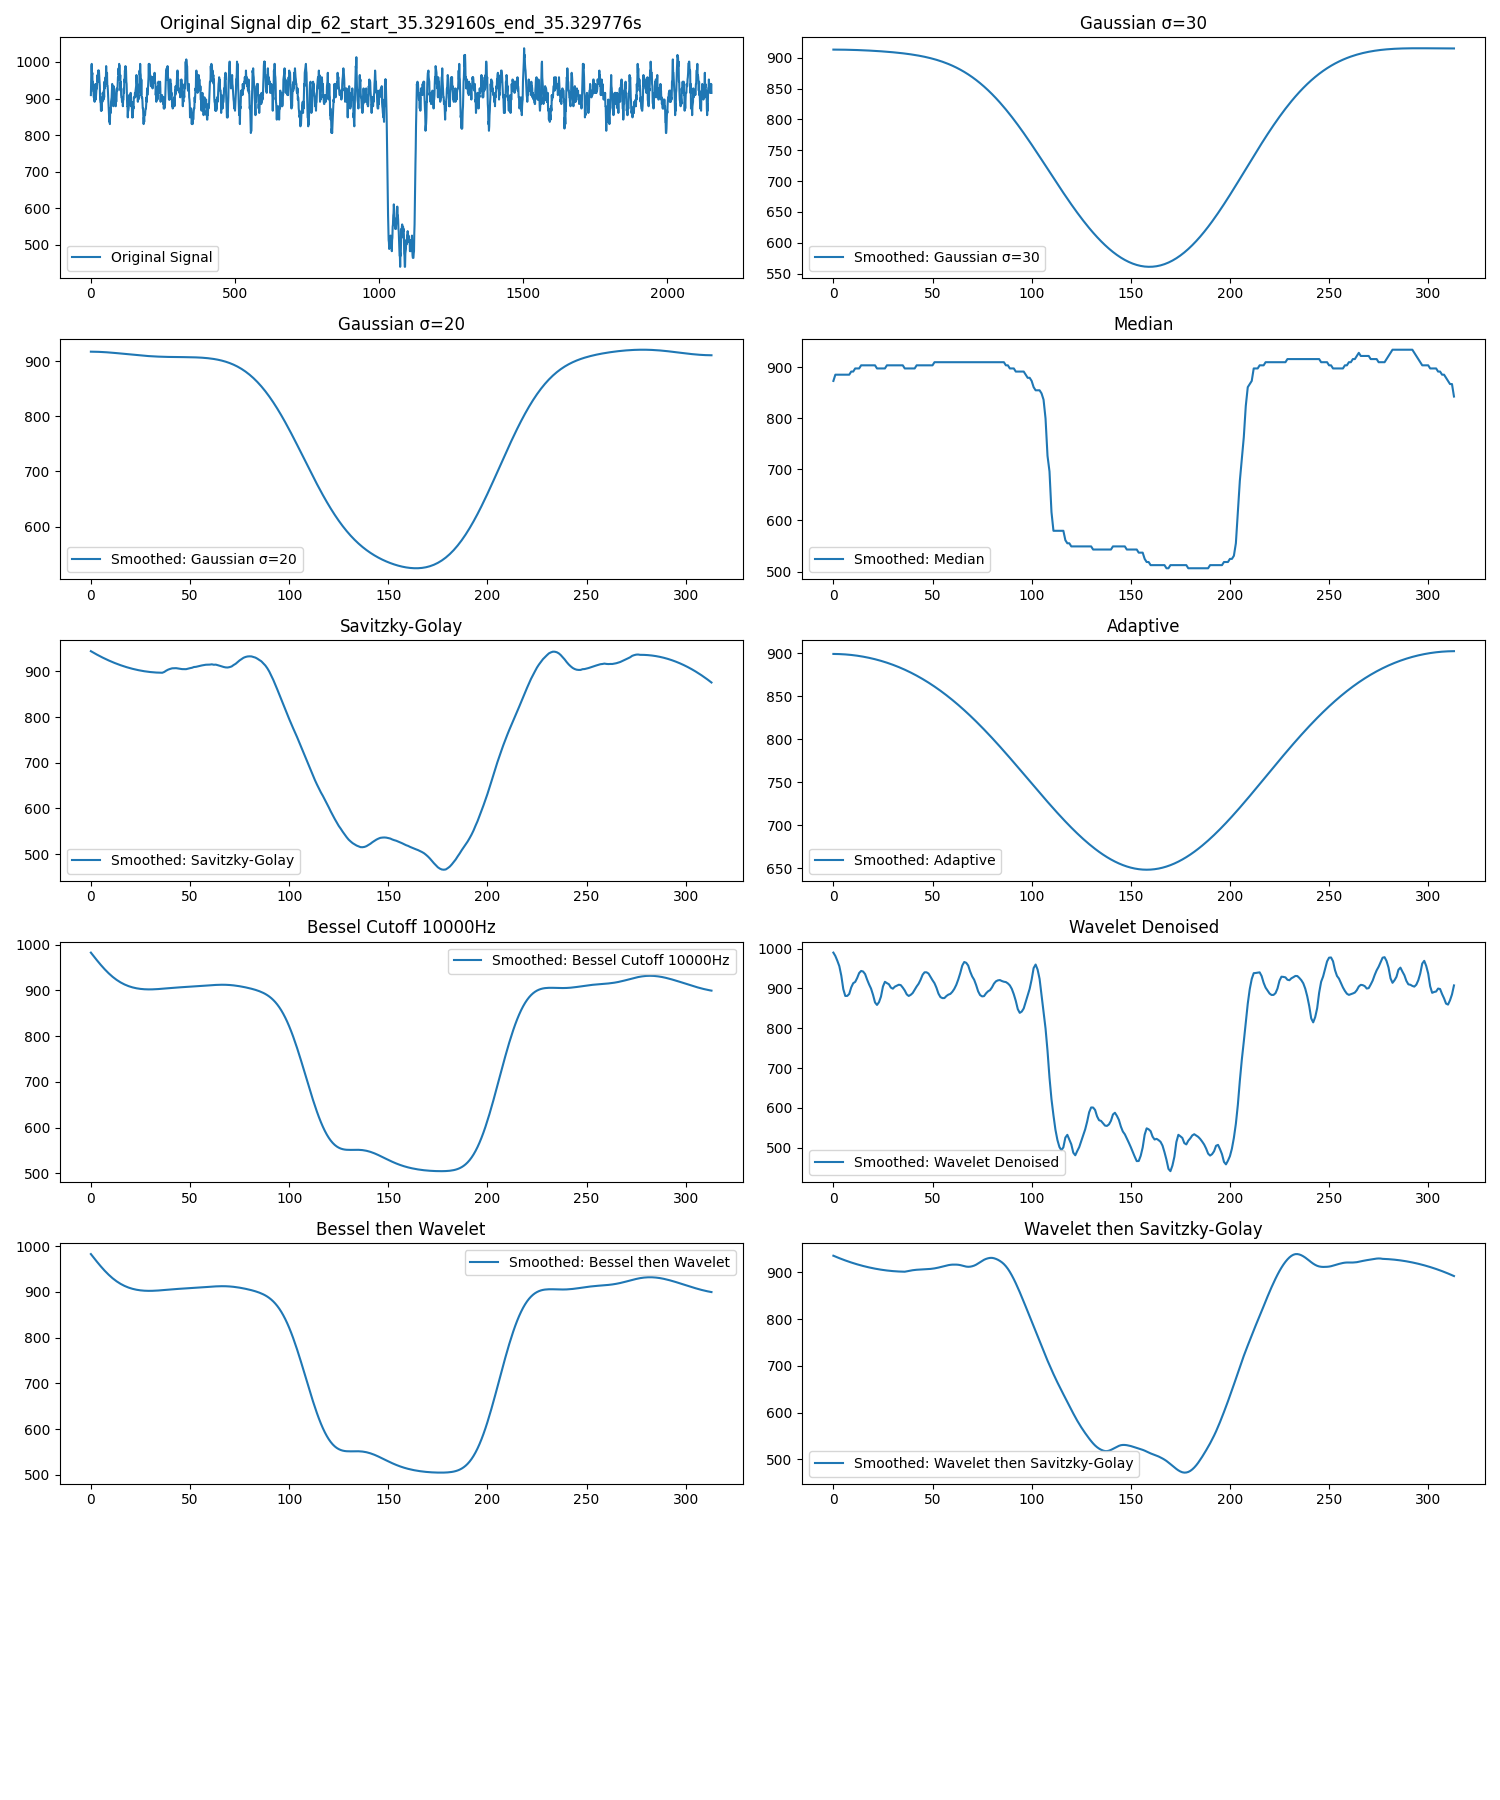 Original Signal dip_62_start_35.329160s_end_35.329776s
1000
900
800
700
600
500
Original Signal
0 500 1000 1500 2000
Gaussian σ=30
900
850
800
750
700
650
600
550
Smoothed: Gaussian σ=30
0 50 100 150 200 250 300
Gaussian σ=20
900
800
700
600
Smoothed: Gaussian σ=20
0 50 100 150 200 250 300
Median
900
800
700
600
500
Smoothed: Median
0 50 100 150 200 250 300
Savitzky-Golay
900
800
700
600
500
Smoothed: Savitzky-Golay
0 50 100 150 200 250 300
Adaptive
900
850
800
750
700
650
Smoothed: Adaptive
0 50 100 150 200 250 300
Bessel Cutoff 10000Hz
1000
900
800
700
600
500
Smoothed: Bessel Cutoff 10000Hz
0 50 100 150 200 250 300
Wavelet Denoised
1000
900
800
700
600
500
Smoothed: Wavelet Denoised
0 50 100 150 200 250 300
Bessel then Wavelet
1000
900
800
700
600
500
Smoothed: Bessel then Wavelet
0 50 100 150 200 250 300
Wavelet then Savitzky-Golay
900
800
700
600
500
Smoothed: Wavelet then Savitzky-Golay
0 50 100 150 200 250 300